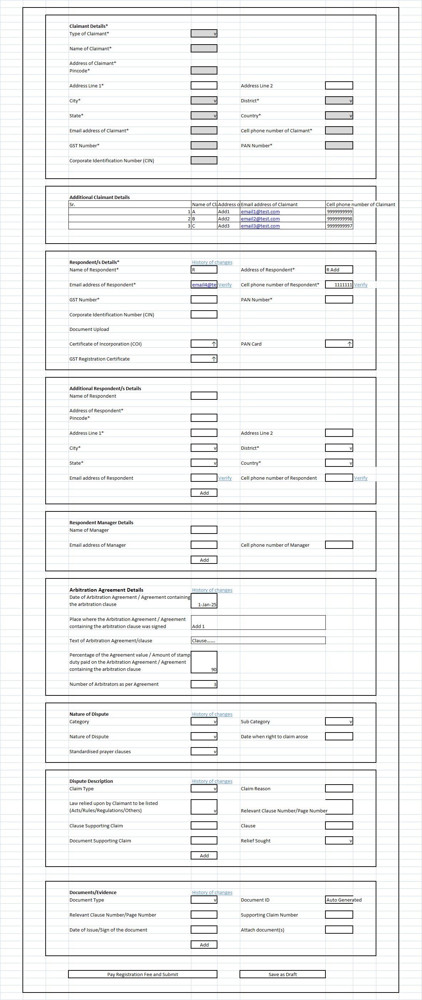 Claimant Details*
Type of Claimant* v
Name of Claimant*
Address of Claimant*
Pincode*
Address Line 1* Address Line 2
City* v District* v
State* v Country* v
Email address of Claimant* Cell phone number of Claimant*
GST Number* PAN Number*
Corporate Identification Number (CIN)
Additional Claimant Details
Sr. Name of Cl Address o Email address of Claimant Cell phone number of Claimant
1 A Add1 email1@test.com 9999999999
2 B Add2 email2@test.com 9999999998
3 C Add3 email3@test.com 9999999997
Respondent/s Details* History of changes
Name of Respondent* R Address of Respondent* R Add
Email address of Respondent* email4@te Verify Cell phone number of Respondent* 1111111 Verify
GST Number* PAN Number*
Corporate Identification Number (CIN)
Document Upload
Certificate of Incorporation (COI) ↑ PAN Card ↑
GST Registration Certificate ↑
Additional Respondent/s Details
Name of Respondent
Address of Respondent*
Pincode*
Address Line 1* Address Line 2
City* v District* v
State* v Country* v
Email address of Respondent Verify Cell phone number of Respondent Verify
Add
Respondent Manager Details
Name of Manager
Email address of Manager Cell phone number of Manager
Add
Arbitration Agreement Details History of changes
Date of Arbitration Agreement / Agreement containing
the arbitration clause 1-Jan-25
Place where the Arbitration Agreement / Agreement
containing the arbitration clause was signed Add 1
Text of Arbitration Agreement/clause Clause.......
Percentage of the Agreement value / Amount of stamp
duty paid on the Arbitration Agreement / Agreement
containing the arbitration clause 90
Number of Arbitrators as per Agreement 3
Nature of Dispute History of changes
Category v Sub Category v
Nature of Dispute v Date when right to claim arose
Standardised prayer clauses v
Dispute Description History of changes
Claim Type v Claim Reason
Law relied upon by Claimant to be listed
(Acts/Rules/Regulations/Others) v Relevant Clause Number/Page Number
Clause Supporting Claim Clause
Document Supporting Claim Relief Sought v
Add
Documents/Evidence History of changes
Document Type v Document ID Auto Generated
Relevant Clause Number/Page Number Supporting Claim Number
Date of Issue/Sign of the document Attach document(s)
Add
Pay Registration Fee and Submit Save as Draft